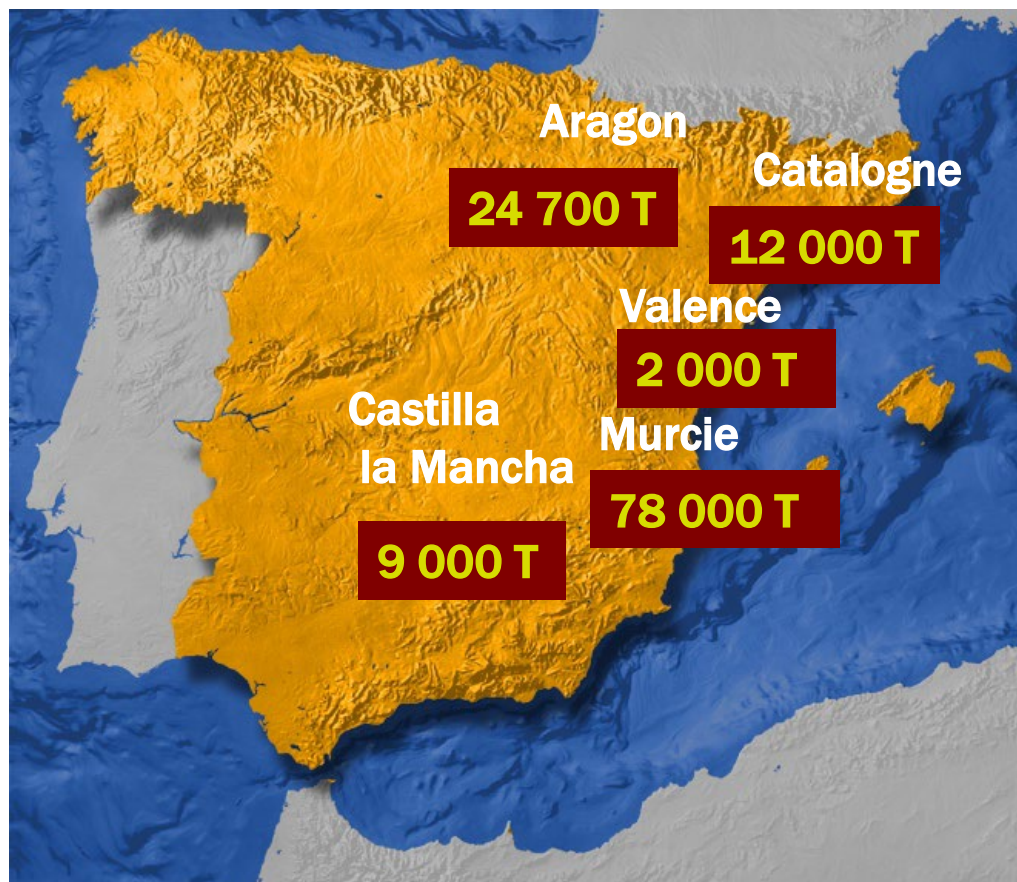 Aragon
24 700 T
Catalogne
12 000 T
Valence
2 000 T
Castilla
la Mancha
9 000 T
Murcie
78 000 T